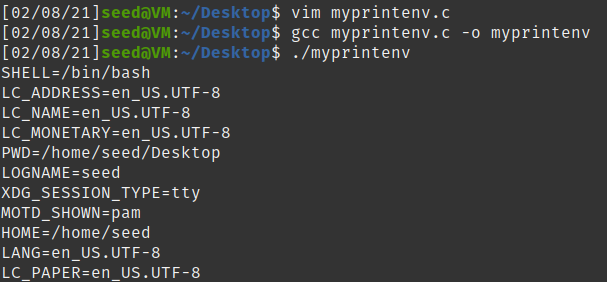 [02/08/21]seed@VM:~/Desktop$ vim myprintenv.c
[02/08/21]seed@VM:~/Desktop$ gcc myprintenv.c -o myprintenv
[02/08/21]seed@VM:~/Desktop$ ./myprintenv
SHELL=/bin/bash
LC_ADDRESS=en_US.UTF-8
LC_NAME=en_US.UTF-8
LC_MONETARY=en_US.UTF-8
PWD=/home/seed/Desktop
LOGNAME=seed
XDG_SESSION_TYPE=tty
MOTD_SHOWN=pam
HOME=/home/seed
LANG=en_US.UTF-8
LC_PAPER=en_US.UTF-8